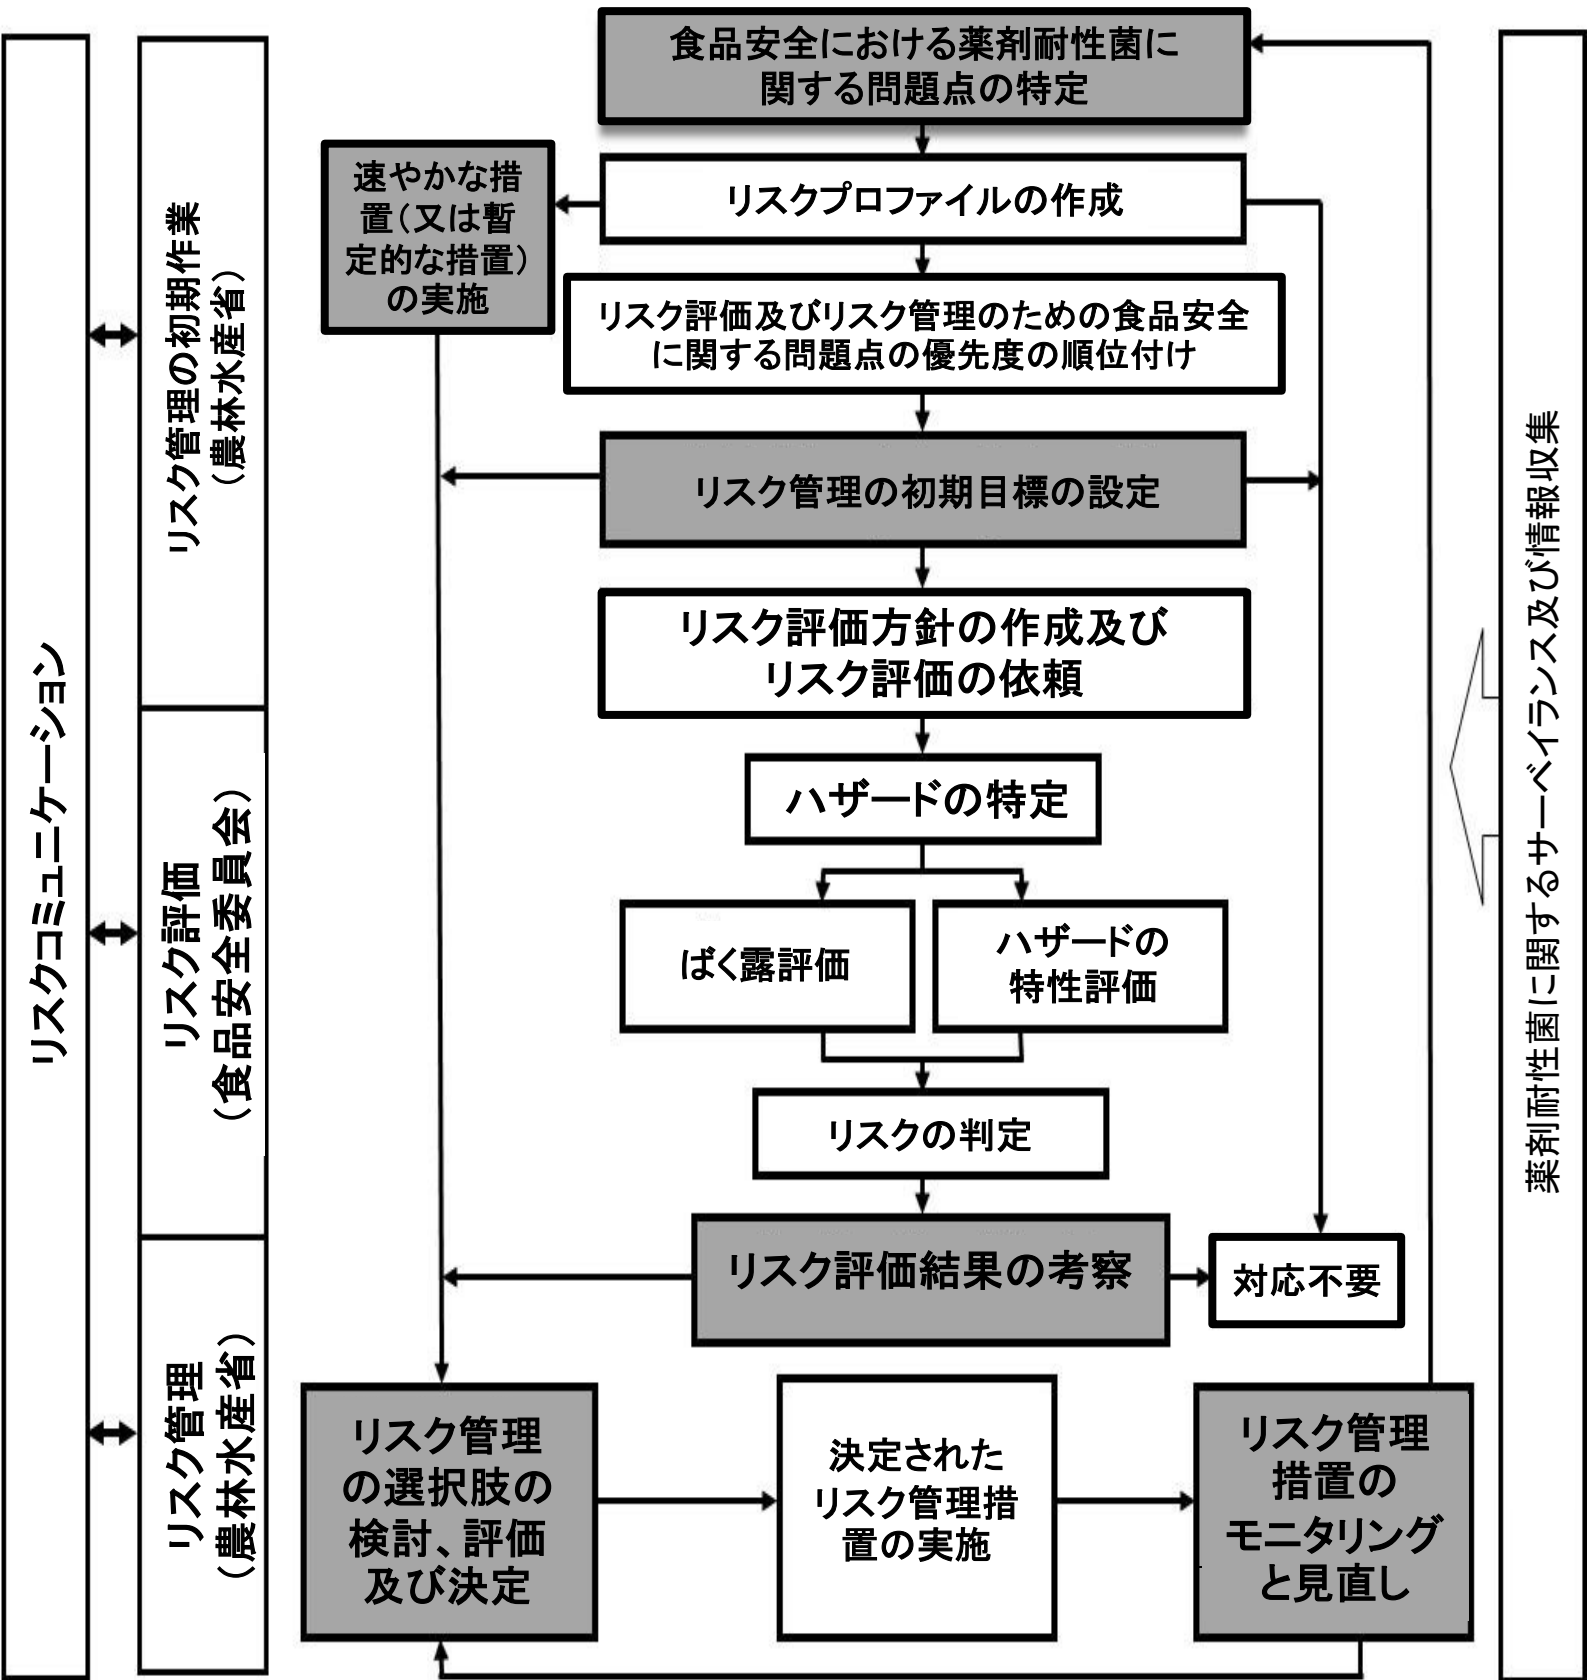 食品安全における薬剤耐性菌に
関する問題点の特定
速やかな措
置(又は暫
定的な措置)
の実施
リスクプロファイルの作成
リスク評価及びリスク管理のための食品安全
に関する問題点の優先度の順位付け
リスク管理の初期目標の設定
リスク評価方針の作成及び
リスク評価の依頼
ハザードの特定
ばく露評価
ハザードの
特性評価
リスクの判定
リスク評価結果の考察
対応不要
リスク管理
の選択肢の
検討、評価
及び決定
決定された
リスク管理措
置の実施
リスク管理
措置の
モニタリング
と見直し
リスクコミュニケーション
リスク管理の初期作業
(農林水産省)
リスク評価
(食品安全委員会)
リスク管理
(農林水産省)
薬剤耐性菌に関するサーベイランス及び情報収集